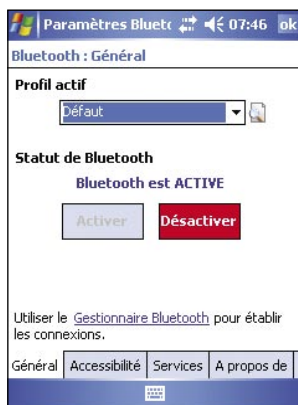 Paramètres Bluetc 07:46 ok
Bluetooth : Général
Profil actif
Défaut
Statut de Bluetooth
Bluetooth est ACTIVE
Activer Désactiver
Utiliser le Gestionnaire Bluetooth pour établir
les connexions.
Général Accessibilité Services A propos de